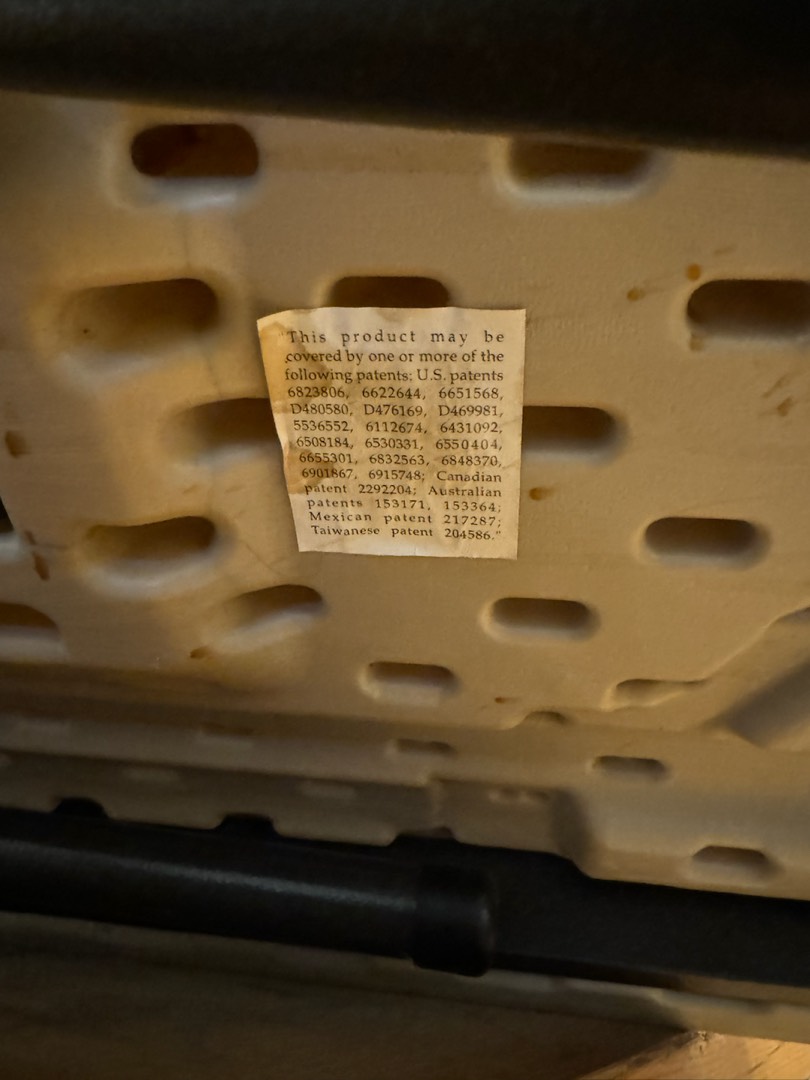 "This product may be
covered by one or more of the
following patents: U.S. patents
6823806, 6622644, 6651568,
D480580, D476169, D469981,
5536552, 6112674, 6431092,
6508184, 6530331, 6550404,
6655301, 6832563, 6848370,
6901867, 6915748; Canadian
patent 2292204; Australian
patents 153171, 153364;
Mexican patent 217287;
Taiwanese patent 204586."